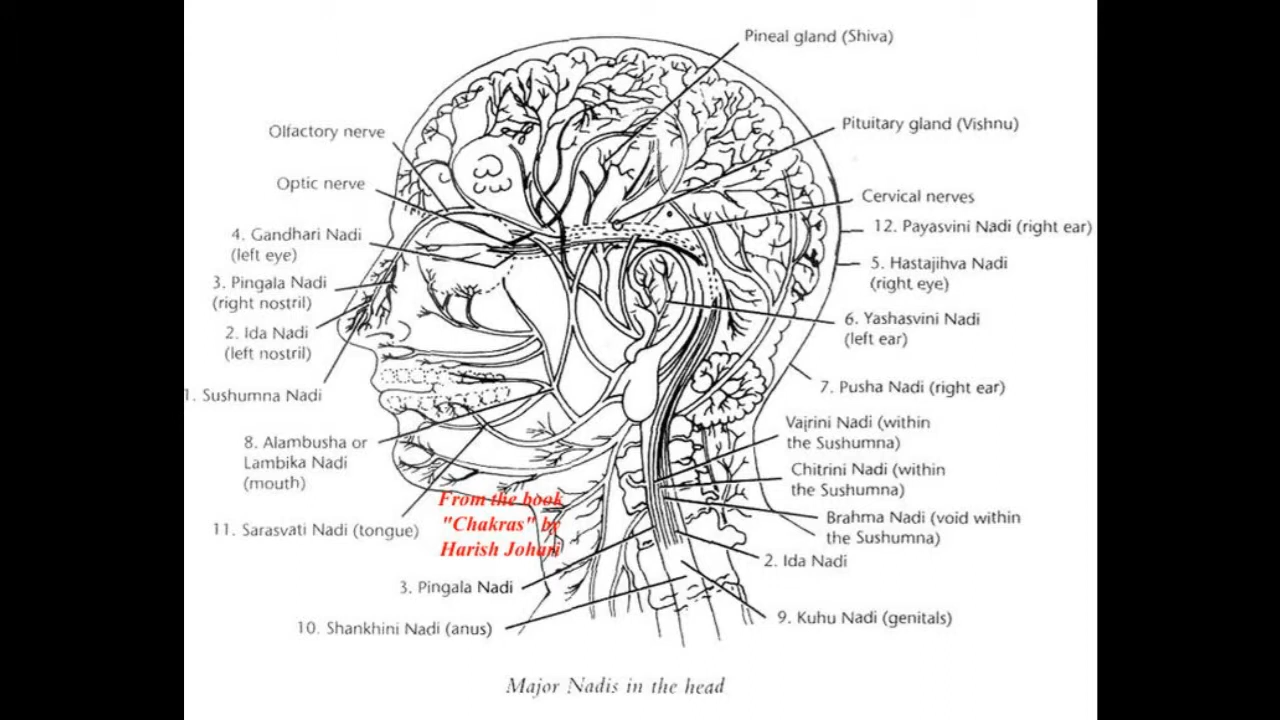 Pineal gland (Shiva)
Olfactory nerve
Pituitary gland (Vishnu)
Optic nerve
Cervical nerves
12. Payasvini Nadi (right ear)
4. Gandhari Nadi
(left eye)
5. Hastajihva Nadi
(right eye)
3. Pingala Nadi
(right nostril)
6. Yashasvini Nadi
(left ear)
2. Ida Nadi
(left nostril)
7. Pusha Nadi (right ear)
1. Sushumna Nadi
Vajrini Nadi (within
the Sushumna)
8. Alambusha or
Lambika Nadi
(mouth)
Chitrini Nadi (within
the Sushumna)
From the book
"Chakras" by
Harish Johari
11. Sarasvati Nadi (tongue)
Brahma Nadi (void within
the Sushumna)
2. Ida Nadi
3. Pingala Nadi
9. Kuhu Nadi (genitals)
10. Shankhini Nadi (anus)
Major Nadis in the head